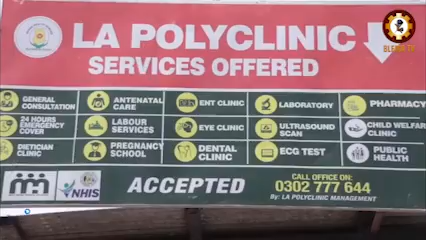 BLEAZE TV
LA POLYCLINIC
SERVICES OFFERED
GENERAL CONSULTATION
ANTENATAL CARE
ENT CLINIC
LABORATORY
PHARMACY
24 HOURS EMERGENCY COVER
LABOUR SERVICES
EYE CLINIC
ULTRASOUND SCAN
CHILD WELFARE CLINIC
DIETICIAN CLINIC
PREGNANCY SCHOOL
DENTAL CLINIC
ECG TEST
PUBLIC HEALTH
NHIS
ACCEPTED
CALL OFFICE ON:
0302 777 644
By: LA POLYCLINIC MANAGEMENT